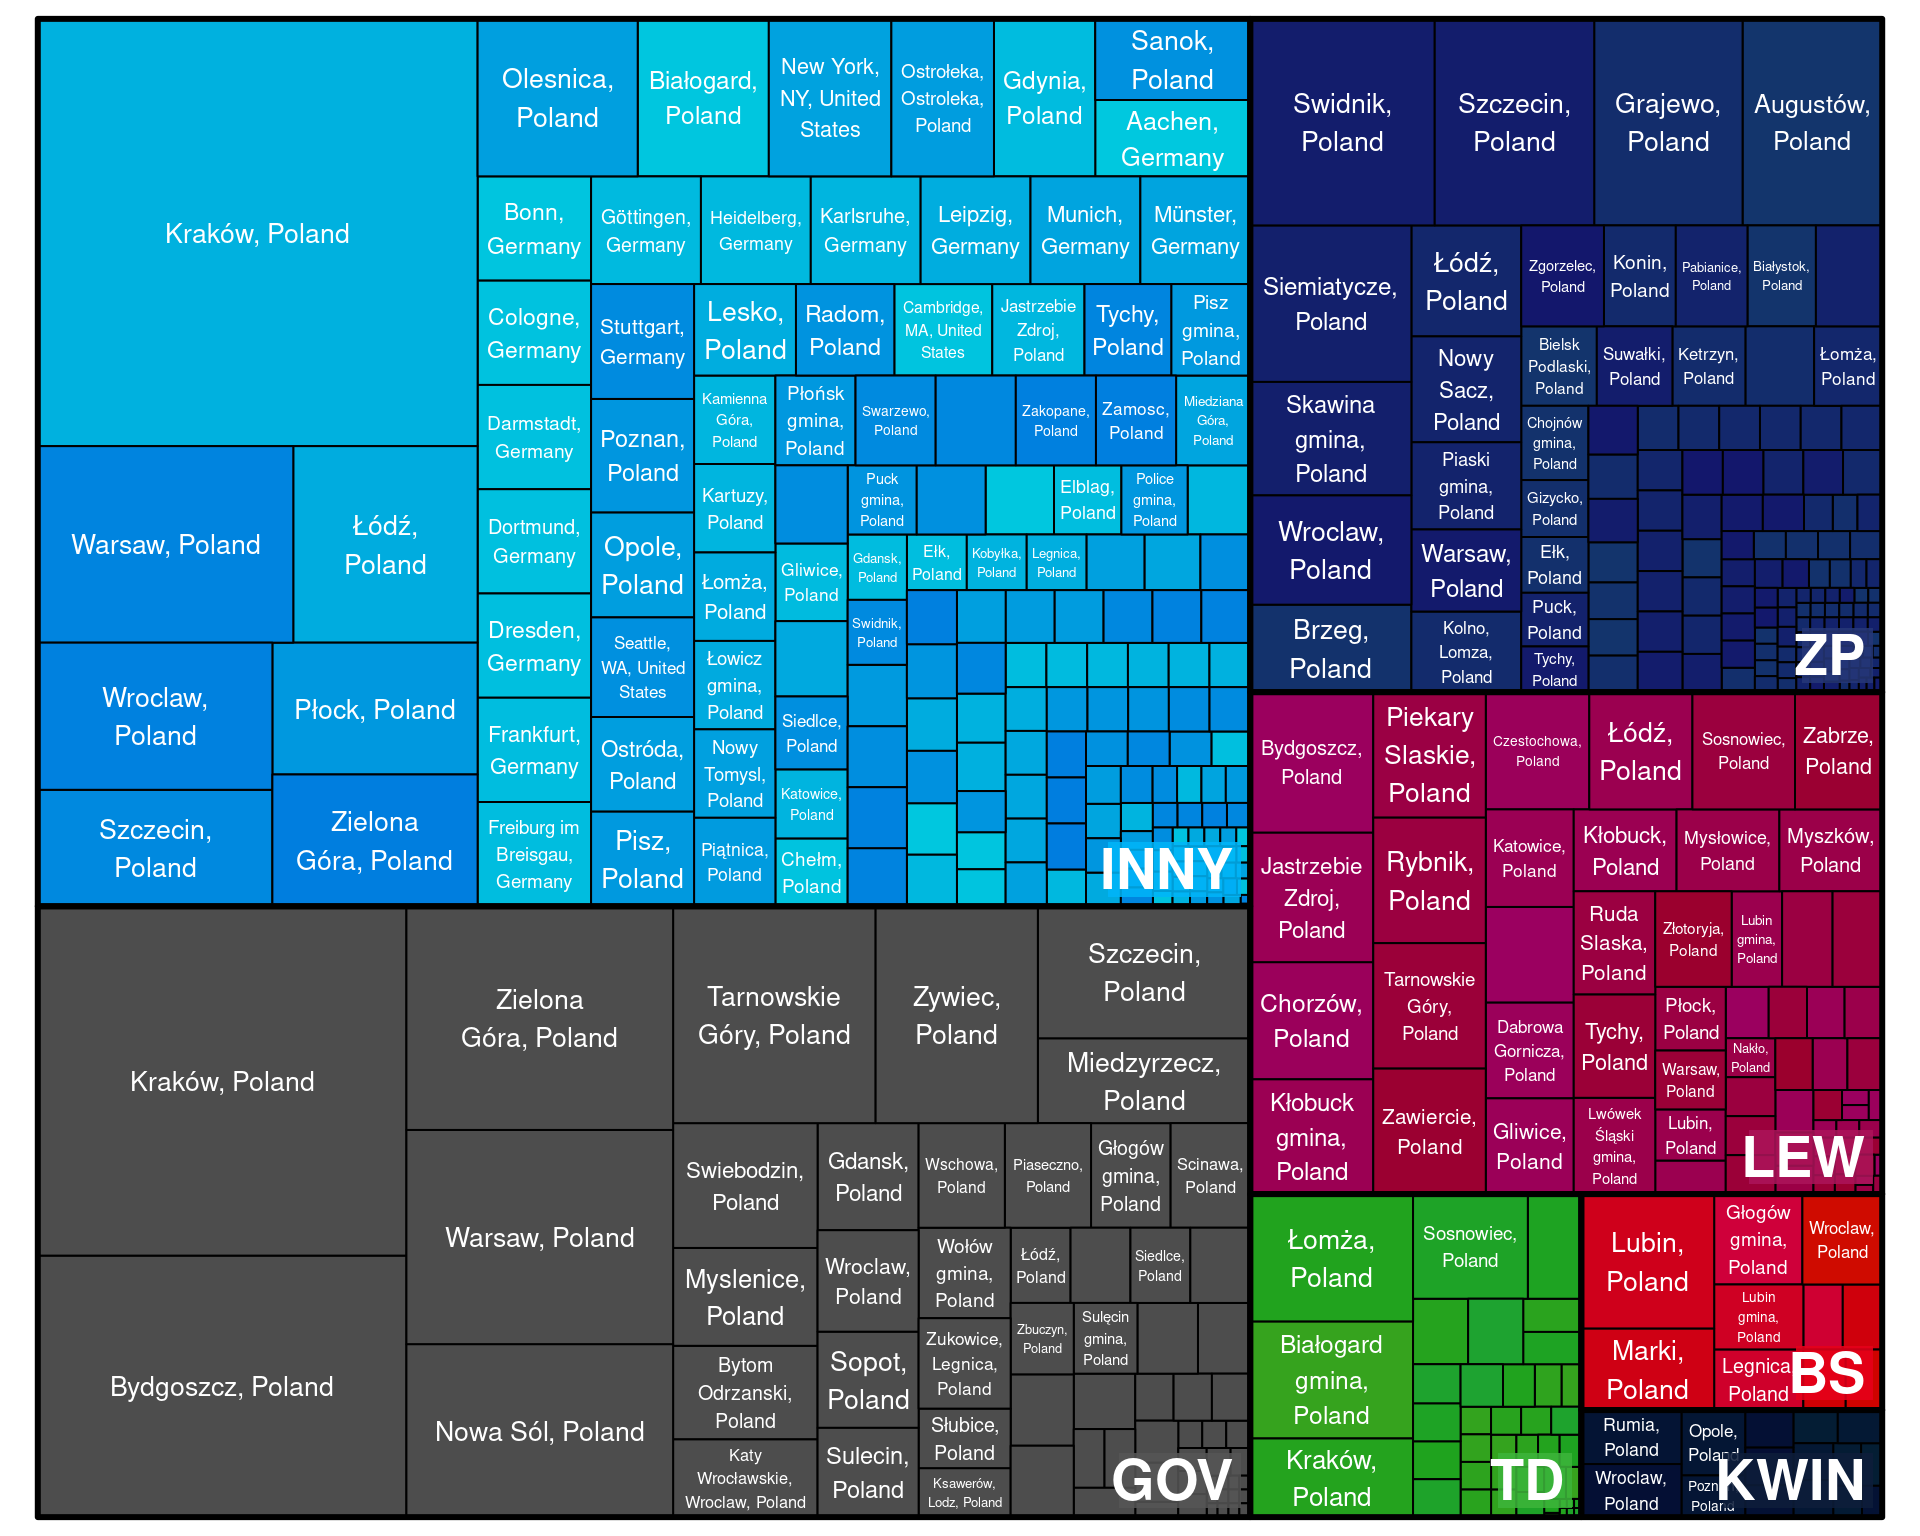 Kraków, Poland
Warsaw, Poland
Łódź,
Poland
Wroclaw,
Poland
Płock, Poland
Szczecin,
Poland
Zielona
Góra, Poland
Olesnica,
Poland
Białogard,
Poland
New York,
NY, United
States
Ostrołeka,
Ostroleka,
Poland
Gdynia,
Poland
Sanok,
Poland
Aachen,
Germany
Bonn,
Germany
Göttingen,
Germany
Heidelberg,
Germany
Karlsruhe,
Germany
Leipzig,
Germany
Munich,
Germany
Münster,
Germany
Cologne,
Germany
Darmstadt,
Germany
Dortmund,
Germany
Dresden,
Germany
Frankfurt,
Germany
Freiburg im
Breisgau,
Germany
Stuttgart,
Germany
Poznan,
Poland
Opole,
Poland
Seattle,
WA, United
States
Ostróda,
Poland
Pisz,
Poland
Lesko,
Poland
Radom,
Poland
Cambridge,
MA, United
States
Jastrzebie
Zdroj,
Poland
Tychy,
Poland
Pisz
gmina,
Poland
Kamienna
Góra,
Poland
Kartuzy,
Poland
Łomża,
Poland
Łowicz
gmina,
Poland
Nowy
Tomysl,
Poland
Piątnica,
Poland
Płońsk
gmina,
Poland
Swarzewo,
Poland
Zakopane,
Poland
Zamosc,
Poland
Miedziana
Góra,
Poland
Gliwice,
Poland
Siedlce,
Poland
Katowice,
Poland
Chełm,
Poland
Puck
gmina,
Poland
Elblag,
Poland
Police
gmina,
Poland
Gdansk,
Poland
Ełk,
Poland
Kobyłka,
Poland
Legnica,
Poland
Swidnik,
Poland
INNY
Swidnik,
Poland
Szczecin,
Poland
Grajewo,
Poland
Augustów,
Poland
Siemiatycze,
Poland
Skawina
gmina,
Poland
Wroclaw,
Poland
Brzeg,
Poland
Łódź,
Poland
Nowy
Sacz,
Poland
Piaski
gmina,
Poland
Warsaw,
Poland
Kolno,
Lomza,
Poland
Zgorzelec,
Poland
Konin,
Poland
Pabianice,
Poland
Białystok,
Poland
Bielsk
Podlaski,
Poland
Suwałki,
Poland
Ketrzyn,
Poland
Łomża,
Poland
Chojnów
gmina,
Poland
Gizycko,
Poland
Ełk,
Poland
Puck,
Poland
Tychy,
Poland
ZP
Bydgoszcz,
Poland
Jastrzebie
Zdroj,
Poland
Chorzów,
Poland
Kłobuck
gmina,
Poland
Piekary
Slaskie,
Poland
Rybnik,
Poland
Tarnowskie
Góry,
Poland
Zawiercie,
Poland
Czestochowa,
Poland
Łódź,
Poland
Sosnowiec,
Poland
Zabrze,
Poland
Katowice,
Poland
Kłobuck,
Poland
Mysłowice,
Poland
Myszków,
Poland
Dabrowa
Gornicza,
Poland
Gliwice,
Poland
Ruda
Slaska,
Poland
Tychy,
Poland
Lwówek
Śląski
gmina,
Poland
Złotoryja,
Poland
Lubin
gmina,
Poland
Płock,
Poland
Warsaw,
Poland
Lubin,
Poland
Nakło,
Poland
LEW
Kraków, Poland
Bydgoszcz, Poland
Zielona
Góra, Poland
Warsaw, Poland
Nowa Sól, Poland
Tarnowskie
Góry, Poland
Zywiec,
Poland
Szczecin,
Poland
Miedzyrzecz,
Poland
Swiebodzin,
Poland
Myslenice,
Poland
Bytom
Odrzanski,
Poland
Katy
Wrocławskie,
Wroclaw, Poland
Gdansk,
Poland
Wroclaw,
Poland
Sopot,
Poland
Sulecin,
Poland
Wschowa,
Poland
Piaseczno,
Poland
Głogów
gmina,
Poland
Scinawa,
Poland
Wołów
gmina,
Poland
Zukowice,
Legnica,
Poland
Słubice,
Poland
Ksawerów,
Lodz, Poland
Łódź,
Poland
Siedlce,
Poland
Zbuczyn,
Poland
Sulęcin
gmina,
Poland
GOV
Łomża,
Poland
Białogard
gmina,
Poland
Kraków,
Poland
Sosnowiec,
Poland
TD
Lubin,
Poland
Marki,
Poland
Głogów
gmina,
Poland
Wroclaw,
Poland
Lubin
gmina,
Poland
Legnica
Poland
BS
Rumia,
Poland
Wroclaw,
Poland
Opole,
Poland
Poland
KWIN